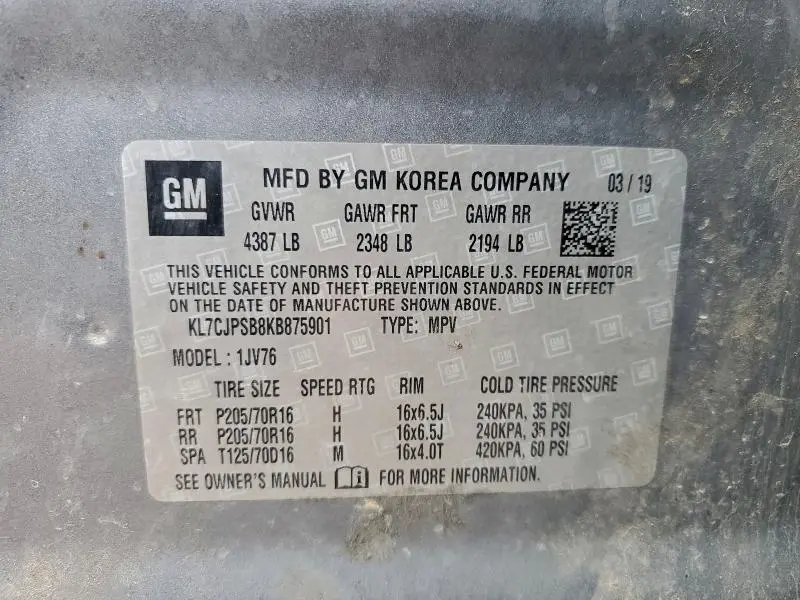 GM MFD BY GM KOREA COMPANY 03 / 19
GVWR GAWR FRT GAWR RR
4387 LB 2348 LB 2194 LB
THIS VEHICLE CONFORMS TO ALL APPLICABLE U.S. FEDERAL MOTOR
VEHICLE SAFETY AND THEFT PREVENTION STANDARDS IN EFFECT
ON THE DATE OF MANUFACTURE SHOWN ABOVE.
KL7CJPSB8KB875901 TYPE: MPV
MODEL : 1JV76
TIRE SIZE SPEED RTG RIM COLD TIRE PRESSURE
FRT P205/70R16 H 16x6.5J 240KPA, 35 PSI
RR P205/70R16 H 16x6.5J 240KPA, 35 PSI
SPA T125/70D16 M 16x4.0T 420KPA, 60 PSI
SEE OWNER'S MANUAL FOR MORE INFORMATION.